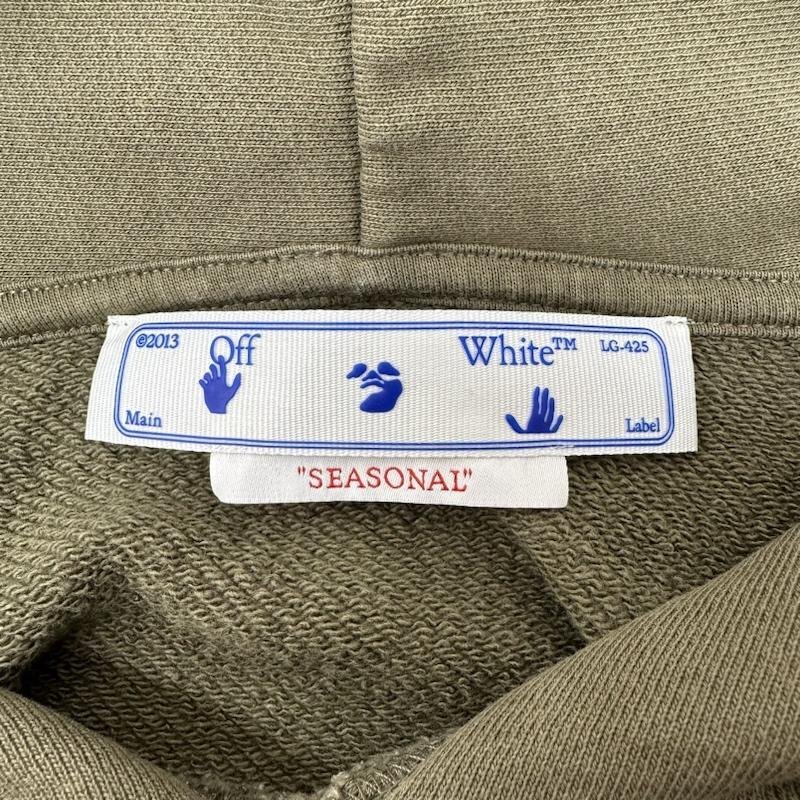 ©2013 Off White™ LG-425
Main Label
"SEASONAL"